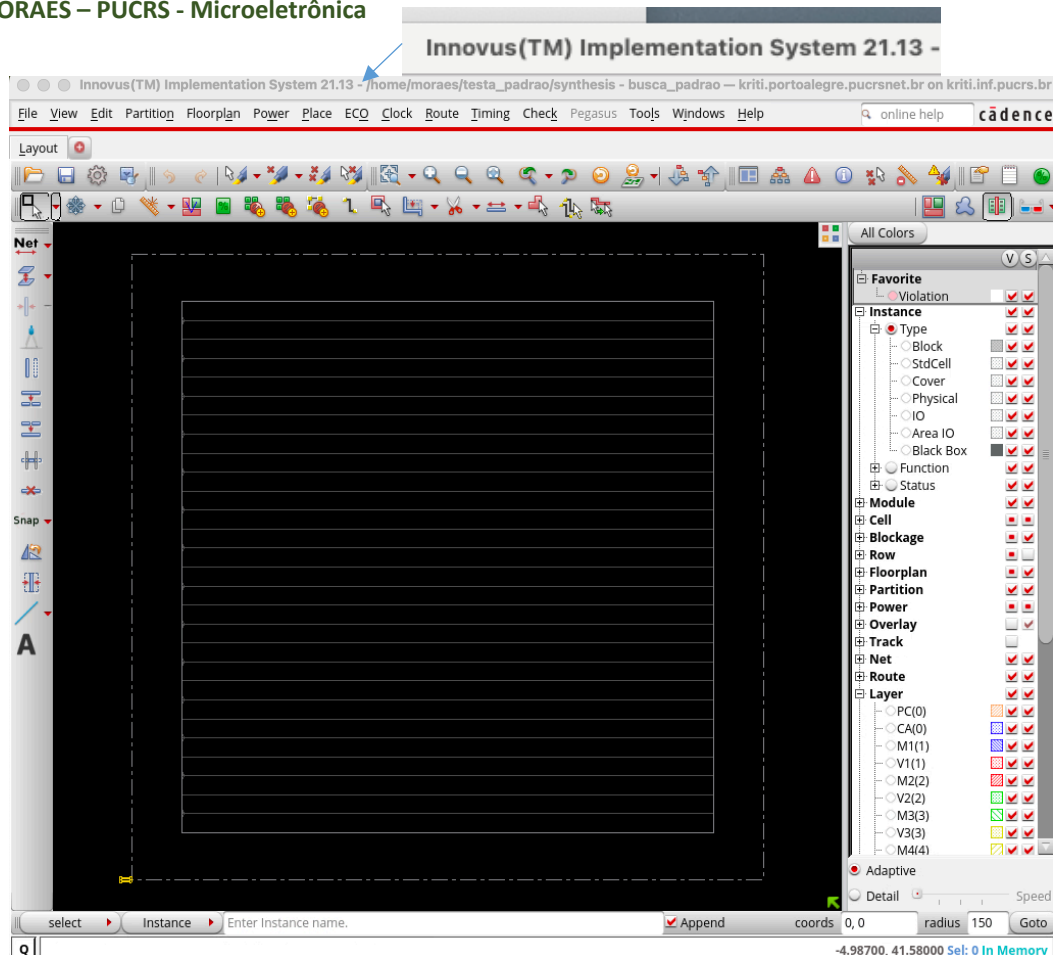 ORAES – PUCRS - Microeletrônica
Innovus(TM) Implementation System 21.13 -
Innovus(TM) Implementation System 21.13 - /home/moraes/testa_padrao/synthesis - busca_padrao — kriti.portoalegre.pucrsnet.br on kriti.inf.pucrs.br
File View Edit Partition Floorplan Power Place ECO Clock Route Timing Check Pegasus Tools Windows Help online help cādence
Layout
All Colors
Net
V S
Favorite
Violation
Instance
Type
Block
StdCell
Cover
Physical
IO
Area IO
Black Box
Function
Status
Module
Cell
Snap
Blockage
Row
Floorplan
Partition
Power
Overlay
A
Track
Net
Route
Layer
PC(0)
CA(0)
M1(1)
V1(1)
M2(2)
V2(2)
M3(3)
V3(3)
M4(4)
Adaptive
Detail Speed
select Instance Enter Instance name. Append coords 0, 0 radius 150 Goto
Q -4.98700, 41.58000 Sel: 0 In Memory